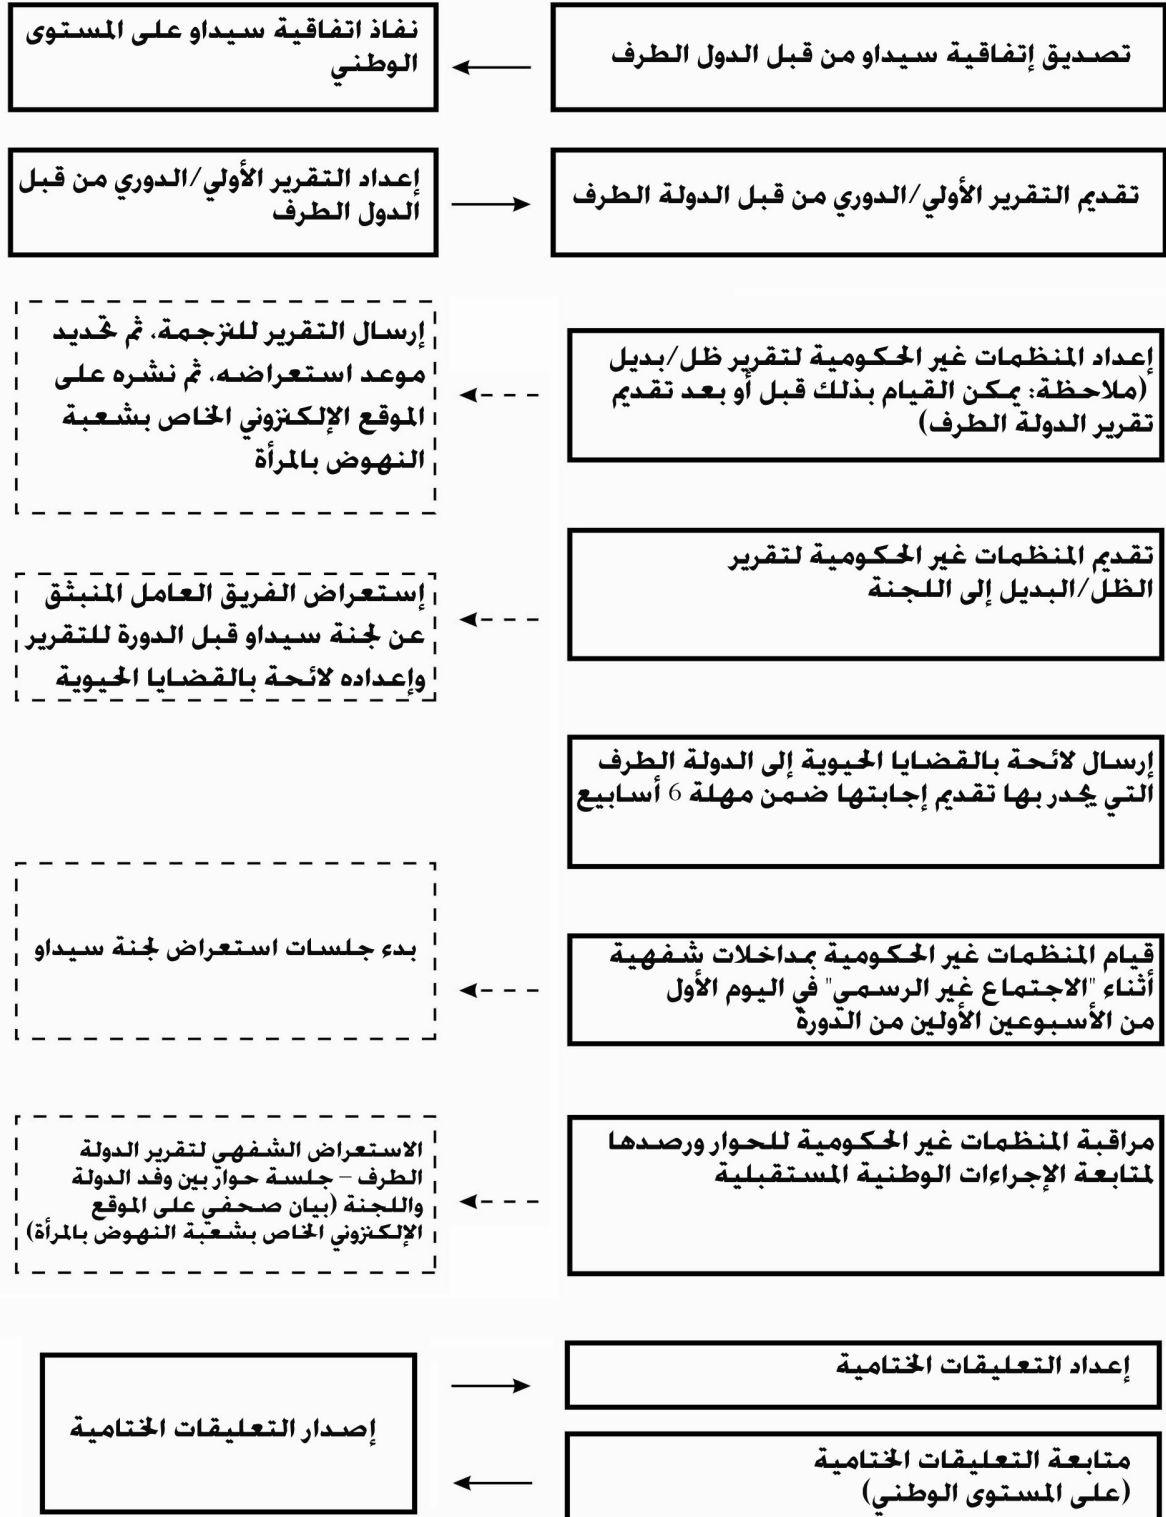 تصديق إتفاقية سيداو من قبل الدول الطرف
نفاذ اتفاقية سيداو على المستوى
الوطني
إعداد التقرير الأولي/الدوري من قبل
الدول الطرف
تقديم التقرير الأولي/الدوري من قبل الدولة الطرف
إعداد المنظمات غير الحكومية لتقرير ظل/بديل
(ملاحظة: يمكن القيام بذلك قبل أو بعد تقديم
تقرير الدولة الطرف)
إرسال التقرير للترجمة، ثم تحديد
موعد استعراضه، ثم نشره على
الموقع الإلكتروني الخاص بشعبة
النهوض بالمرأة
تقديم المنظمات غير الحكومية لتقرير
الظل/البديل إلى اللجنة
إستعراض الفريق العامل المنبثق
عن لجنة سيداو قبل الدورة للتقرير
وإعداده لائحة بالقضايا الحيوية
إرسال لائحة بالقضايا الحيوية إلى الدولة الطرف
التي يجدر بها تقديم إجابتها ضمن مهلة 6 أسابيع
قيام المنظمات غير الحكومية بمداخلات شفهية
أثناء "الاجتماع غير الرسمي" في اليوم الأول
من الأسبوعين الأولين من الدورة
بدء جلسات استعراض لجنة سيداو
مراقبة المنظمات غير الحكومية للحوار ورصدها
لمتابعة الإجراءات الوطنية المستقبلية
الاستعراض الشفهي لتقرير الدولة
الطرف – جلسة حوار بين وفد الدولة
واللجنة (بيان صحفي على الموقع
الإلكتروني الخاص بشعبة النهوض بالمرأة)
إعداد التعليقات الختامية
إصدار التعليقات الختامية
متابعة التعليقات الختامية
(على المستوى الوطني)